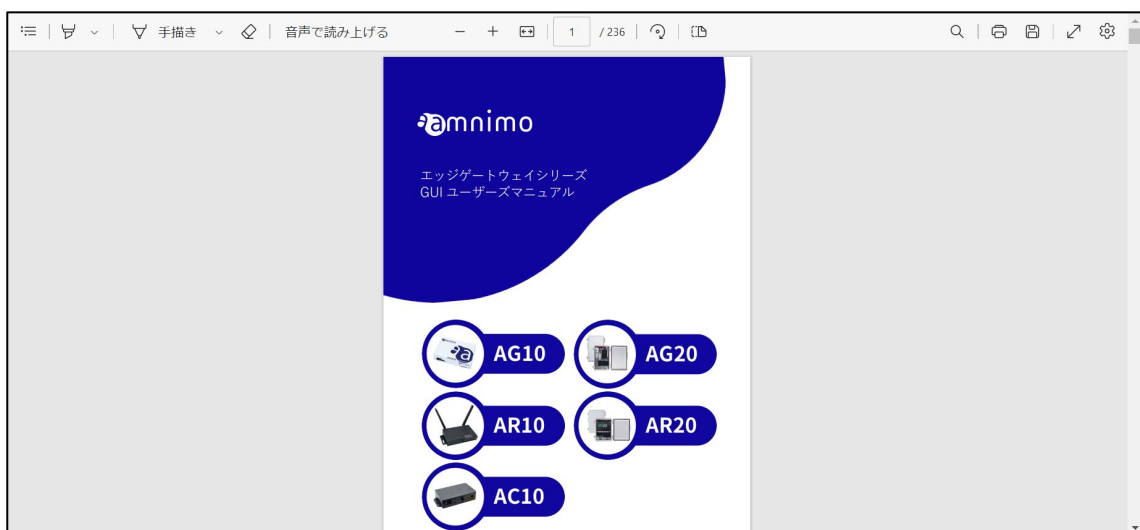 手描き 音声で読み上げる 1 / 236
amnimo
エッジゲートウェイシリーズ
GUI ユーザーズマニュアル
AG10 AG20
AR10 AR20
AC10